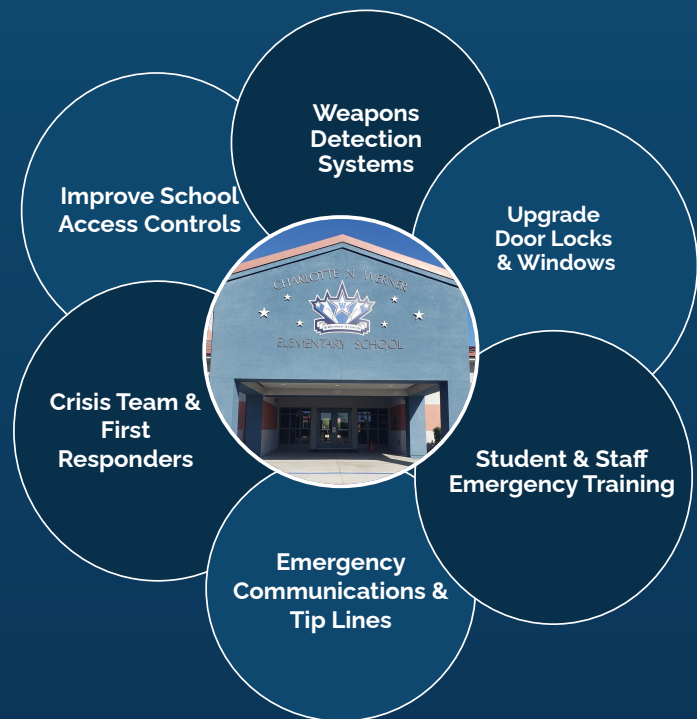 Weapons
Detection
Systems
Improve School
Access Controls
Upgrade
Door Locks
& Windows
CHARLOTTE N. WERNER
ELEMENTARY SCHOOL
Crisis Team &
First
Responders
Student & Staff
Emergency Training
Emergency
Communications &
Tip Lines